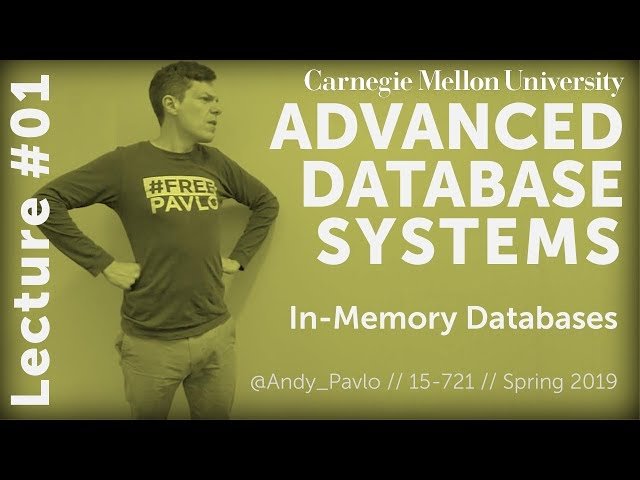 Lecture #01
Carnegie Mellon University
ADVANCED
DATABASE
SYSTEMS
#FREE
PAVLO
In-Memory Databases
@Andy_Pavlo // 15-721 // Spring 2019